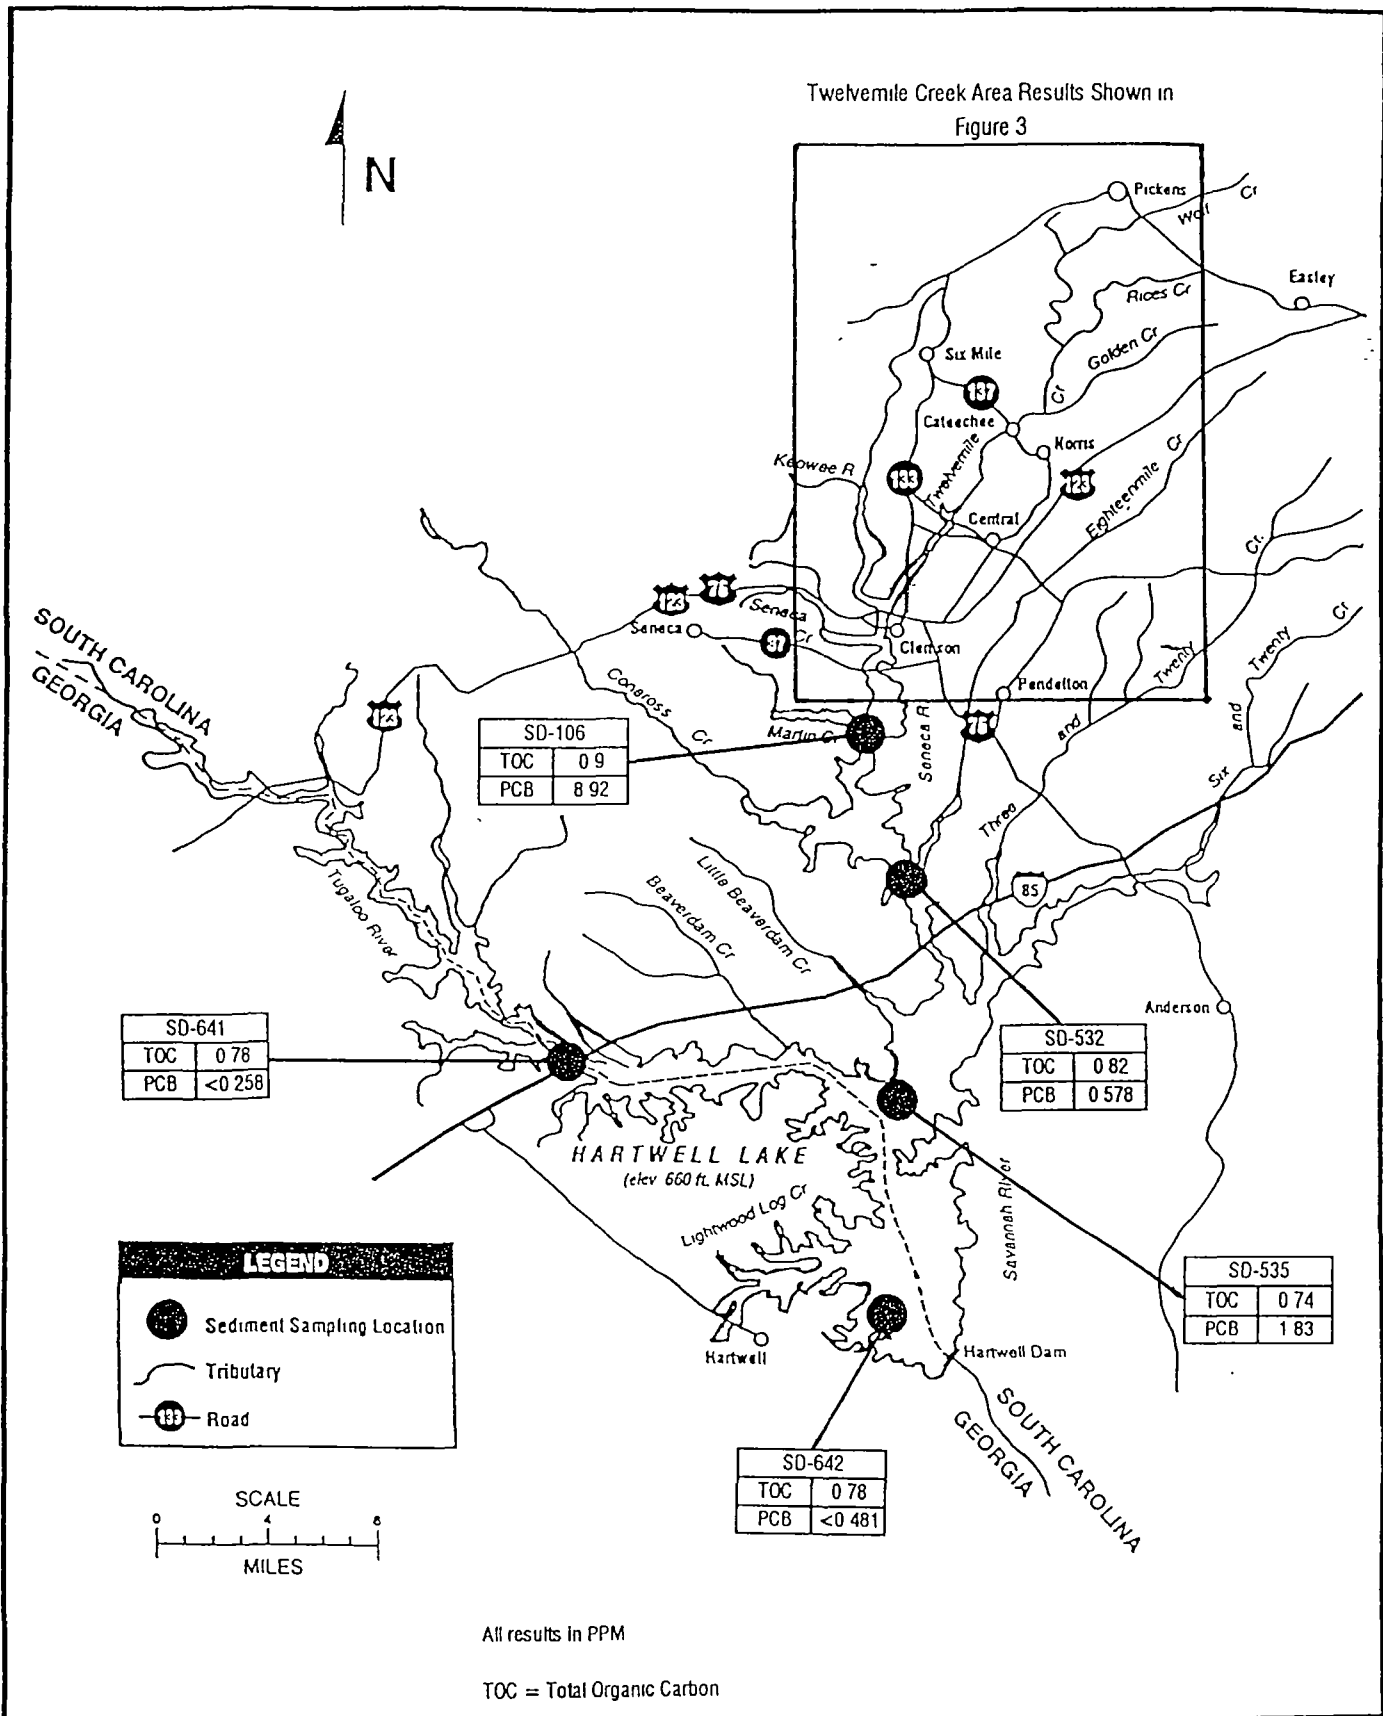 Twelvemile Creek Area Results Shown in
Figure 3
N
Pickens
Wolf Cr
Easley
Rices Cr
Golden Cr
Six Mile
137
Cateechee
Norris
Cr
Keowee R
133
Twelvemile
123
Eighteenmile Cr
Central
Cr.
123
76
Seneca
Cr
Seneca
87
Clemson
Twenty
Twenty
Cr
SOUTH CAROLINA
GEORGIA
Coneross
Cr
Pendelton
and
and
123
76
Martin Cr
Seneca R
Six
SD-106
TOC 0 9
PCB 8 92
Three
85
Little Beaverdam Cr
Beaverdam Cr
Tugaloo River
Anderson
SD-641
TOC 0 78
PCB <0 258
SD-532
TOC 0 82
PCB 0 578
HARTWELL LAKE
(elev 660 ft. MSL)
Lightwood Log Cr
Savannah River
SD-535
TOC 0 74
PCB 1 83
LEGEND
Sediment Sampling Location
Tributary
133 Road
Hartwell
Hartwell Dam
SOUTH CAROLINA
GEORGIA
SD-642
TOC 0 78
PCB <0 481
SCALE
0 4 8
MILES
All results in PPM
TOC = Total Organic Carbon